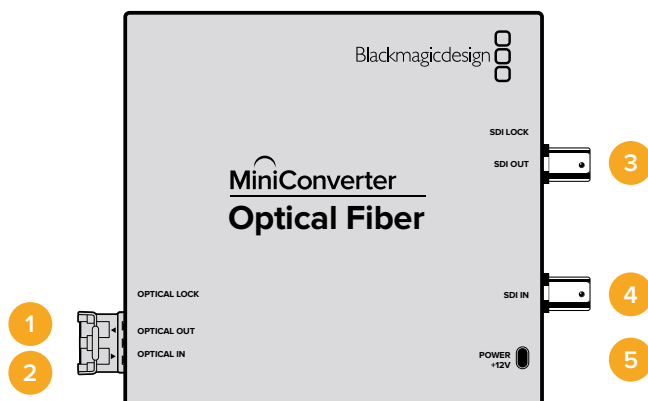 Blackmagicdesign
SDI LOCK
SDI OUT
3
MiniConverter
Optical Fiber
OPTICAL LOCK
SDI IN
4
1
OPTICAL OUT
OPTICAL IN
2
POWER
+12V
5